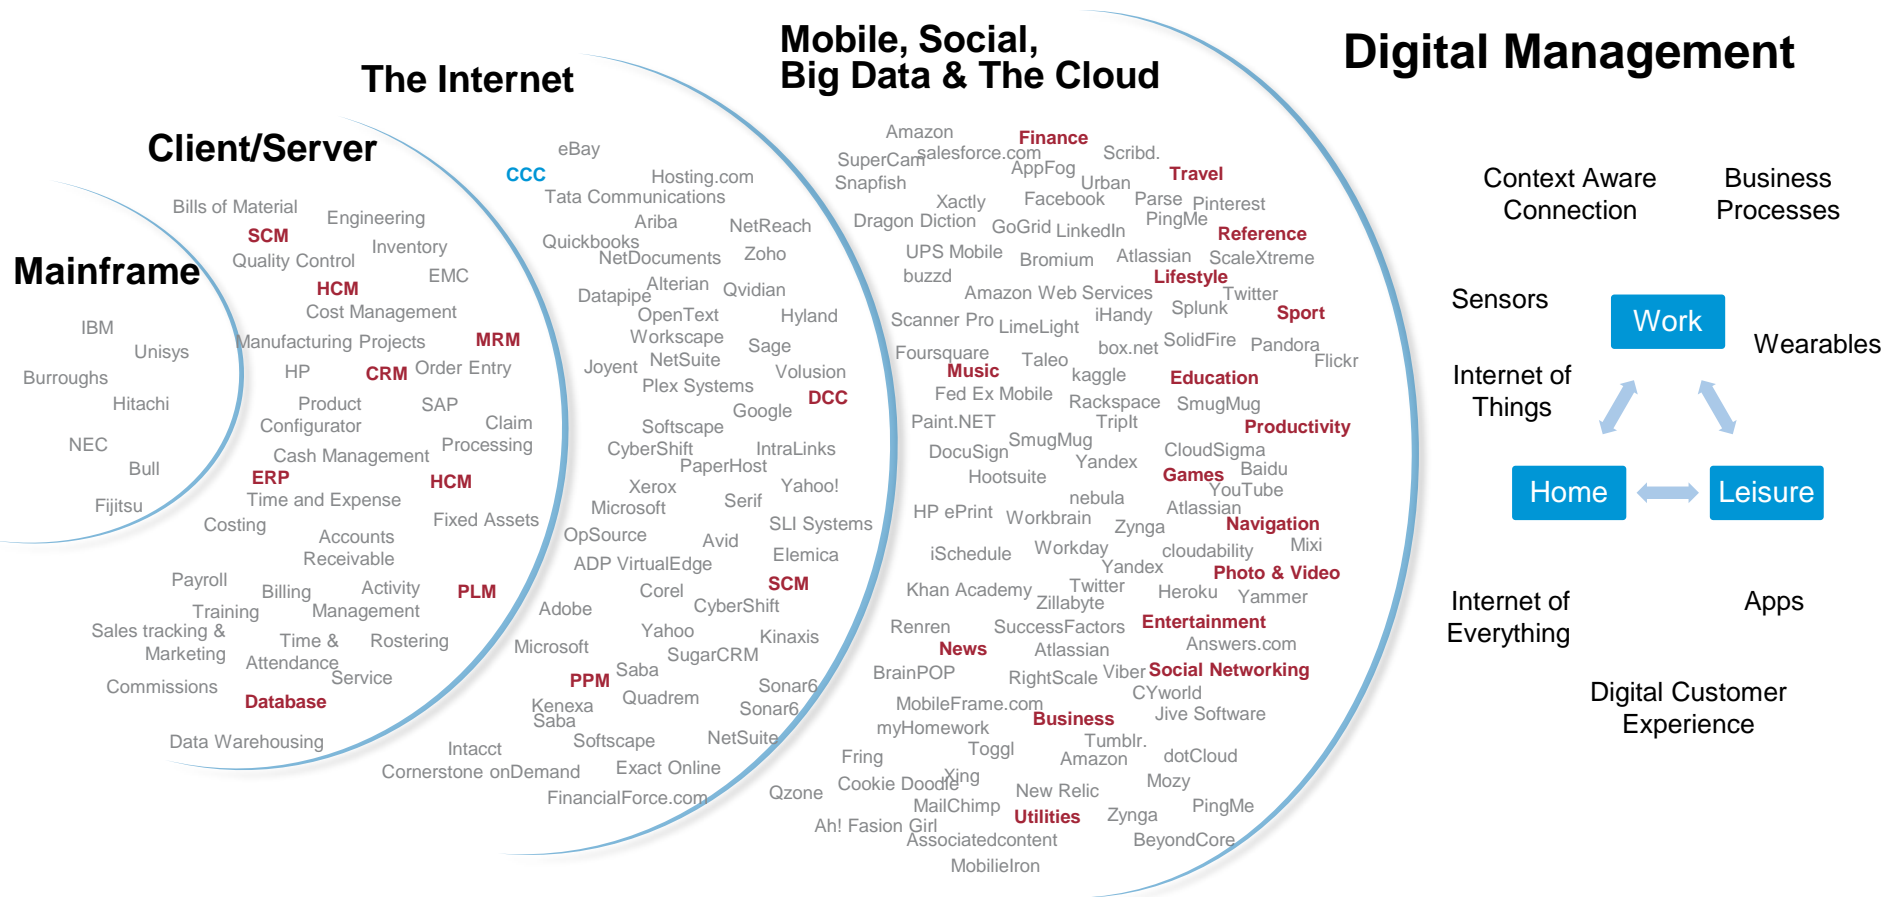 Mainframe
IBM
Unisys
Burroughs
Hitachi
NEC
Bull
Fijitsu
Client/Server
Bills of Material
Engineering
SCM
Inventory
Quality Control
EMC
HCM
Cost Management
Manufacturing Projects
MRM
HP
CRM
Order Entry
Product
Configurator
SAP
Claim
Processing
Cash Management
ERP
HCM
Time and Expense
Costing
Fixed Assets
Accounts
Receivable
Payroll
Billing
Activity
Management
PLM
Training
Sales tracking &
Marketing
Time &
Attendance
Rostering
Service
Commissions
Database
Data Warehousing
The Internet
eBay
CCC
Hosting.com
Tata Communications
Ariba
NetReach
Quickbooks
NetDocuments
Zoho
Alterian
Datapipe
Qvidian
OpenText
Hyland
Workscape
Sage
NetSuite
Joyent
Volusion
Plex Systems
DCC
Google
Softscape
CyberShift
IntraLinks
PaperHost
Xerox
Yahoo!
Microsoft
Serif
SLI Systems
OpSource
Avid
Elemica
ADP VirtualEdge
SCM
Corel
CyberShift
Adobe
Yahoo
Kinaxis
Microsoft
SugarCRM
Saba
PPM
Sonar6
Quadrem
Kenexa
Sonar6
Saba
Softscape
NetSuite
Intacct
Exact Online
Cornerstone onDemand
FinancialForce.com
Mobile, Social,
Big Data & The Cloud
Amazon
Finance
SuperCam
salesforce.com
Scribd.
AppFog
Travel
Snapfish
Urban
Xactly
Facebook
Parse
Pinterest
Dragon Diction
GoGrid
LinkedIn
PingMe
Reference
UPS Mobile
Bromium
Atlassian
ScaleXtreme
buzzd
Lifestyle
Amazon Web Services
Twitter
iHandy
Splunk
Sport
Scanner Pro
LimeLight
SolidFire
Pandora
box.net
Foursquare
Taleo
Flickr
Music
kaggle
Education
Fed Ex Mobile
Rackspace
SmugMug
Paint.NET
TripIt
Productivity
SmugMug
DocuSign
CloudSigma
Yandex
Baidu
Hootsuite
Games
YouTube
nebula
Atlassian
HP ePrint
Workbrain
Zynga
Navigation
iSchedule
Workday
cloudability
Mixi
Yandex
Photo & Video
Khan Academy
Twitter
Heroku
Yammer
Zillabyte
Renren
SuccessFactors
Entertainment
News
Atlassian
Answers.com
BrainPOP
RightScale
Viber
Social Networking
CYworld
MobileFrame.com
Jive Software
myHomework
Business
Toggl
Tumblr.
Fring
Amazon
dotCloud
Cookie Doodle
Xing
Mozy
Qzone
New Relic
MailChimp
PingMe
Utilities
Zynga
Ah! Fasion Girl
Associatedcontent
BeyondCore
MobilieIron
Digital Management
Context Aware
Connection
Business
Processes
Sensors
Work
Wearables
Internet of
Things
Home
Leisure
Internet of
Everything
Apps
Digital Customer
Experience